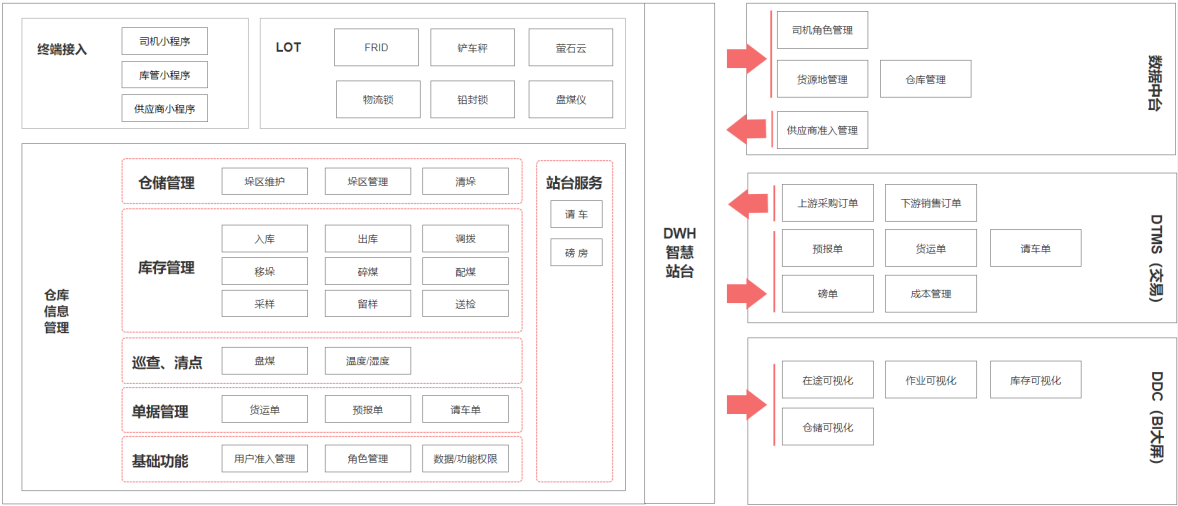 终端接入
司机小程序
库管小程序
供应商小程序
LOT
FRID
铲车秤
萤石云
物流锁
铅封锁
盘煤仪
仓库
信息
管理
仓储管理
垛区维护
垛区管理
清垛
库存管理
入库
出库
调拨
移垛
碎煤
配煤
采样
留样
送检
巡查、清点
盘煤
温度/湿度
单据管理
货运单
预报单
请车单
基础功能
用户准入管理
角色管理
数据/功能权限
站台服务
请 车
磅 房
DWH
智慧
站台
司机角色管理
货源地管理
仓库管理
供应商准入管理
数据中台
上游采购订单
下游销售订单
预报单
货运单
请车单
磅单
成本管理
DTMS（交易）
在途可视化
作业可视化
库存可视化
仓储可视化
DDC（BI大屏）